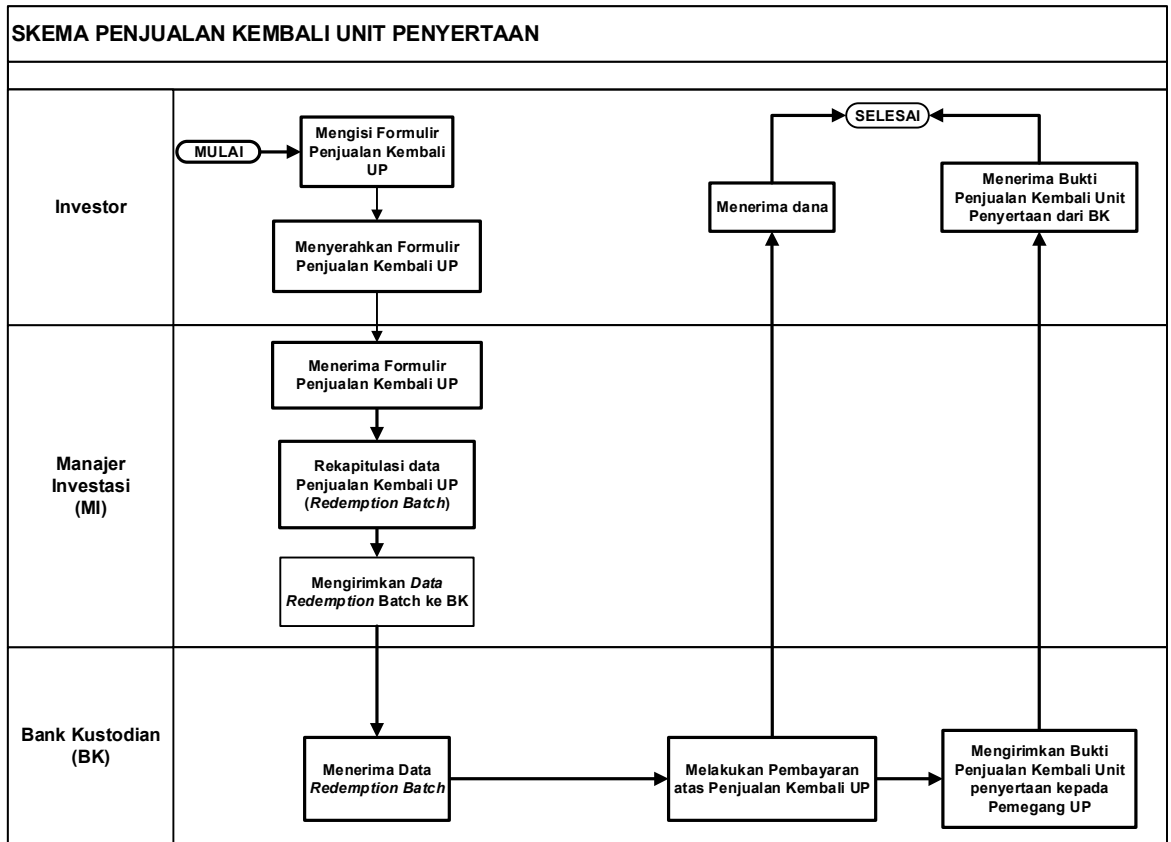 SKEMA PENJUALAN KEMBALI UNIT PENYERTAAN
Investor
MULAI
Mengisi Formulir
Penjualan Kembali
UP
Menyerahkan Formulir
Penjualan Kembali UP
Menerima dana
SELESAI
Menerima Bukti
Penjualan Kembali Unit
Penyertaan dari BK
Manajer
Investasi
(MI)
Menerima Formulir
Penjualan Kembali UP
Rekapitulasi data
Penjualan Kembali UP
(Redemption Batch)
Mengirimkan Data
Redemption Batch ke BK
Bank Kustodian
(BK)
Menerima Data
Redemption Batch
Melakukan Pembayaran
atas Penjualan Kembali UP
Mengirimkan Bukti
Penjualan Kembali Unit
penyertaan kepada
Pemegang UP